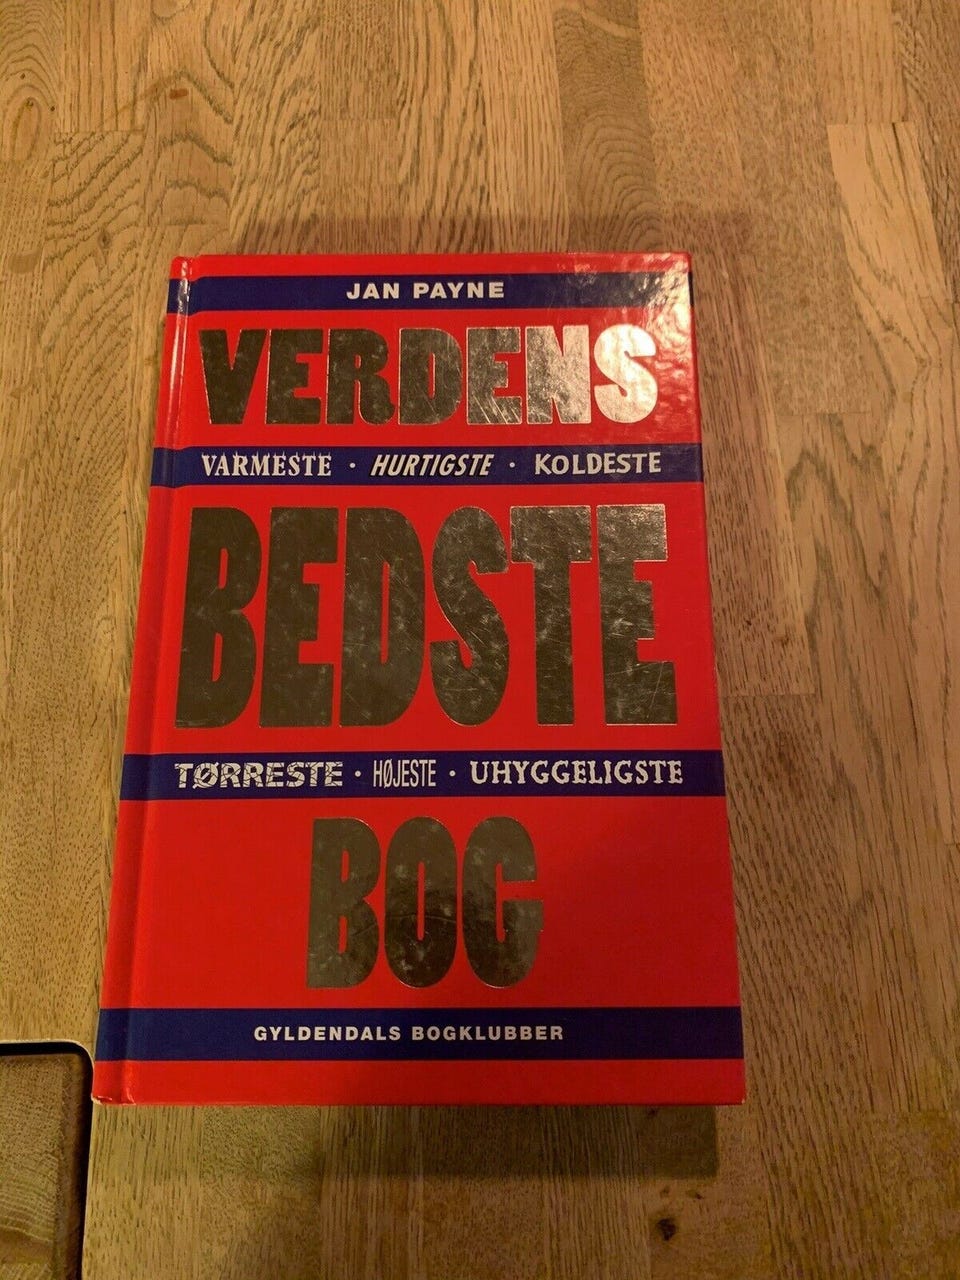 JAN PAYNE
VERDENS
VARMESTE · HURTIGSTE · KOLDESTE
BEDSTE
TØRRESTE · HØJESTE · UHYGGELIGSTE
BOG
GYLDENDALS BOGKLUBBER